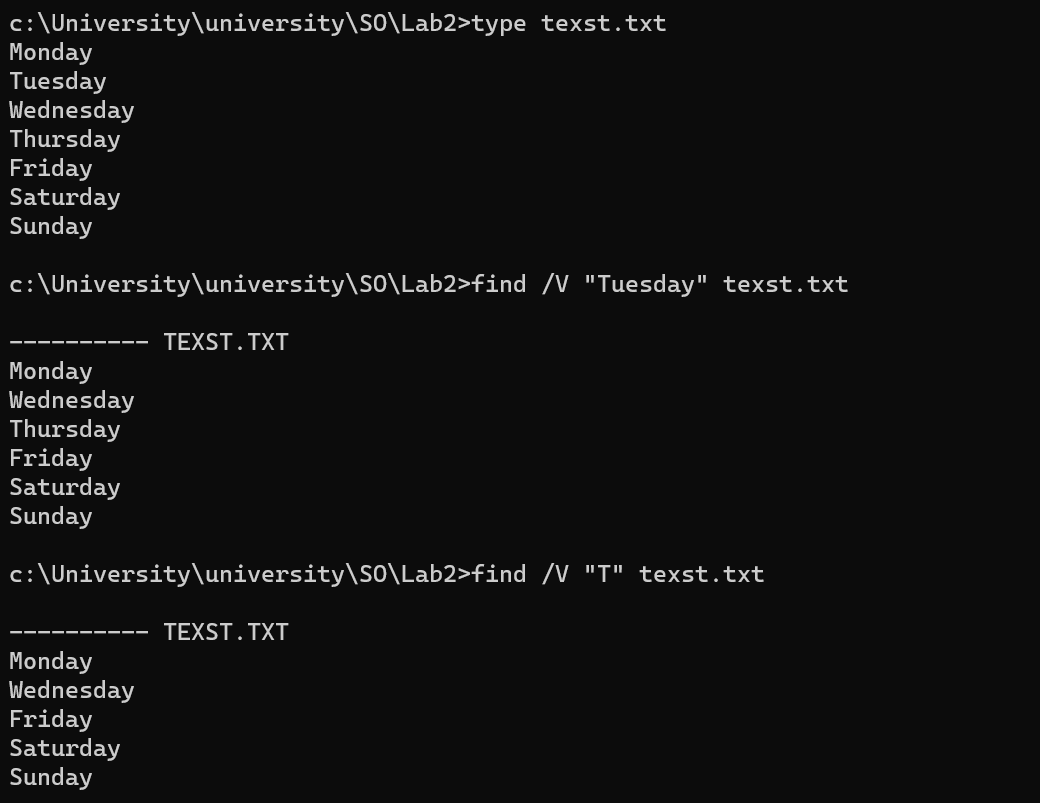 c:\University\university\SO\Lab2>type texst.txt
Monday
Tuesday
Wednesday
Thursday
Friday
Saturday
Sunday
c:\University\university\SO\Lab2>find /V "Tuesday" texst.txt
---------- TEXST.TXT
Monday
Wednesday
Thursday
Friday
Saturday
Sunday
c:\University\university\SO\Lab2>find /V "T" texst.txt
---------- TEXST.TXT
Monday
Wednesday
Friday
Saturday
Sunday